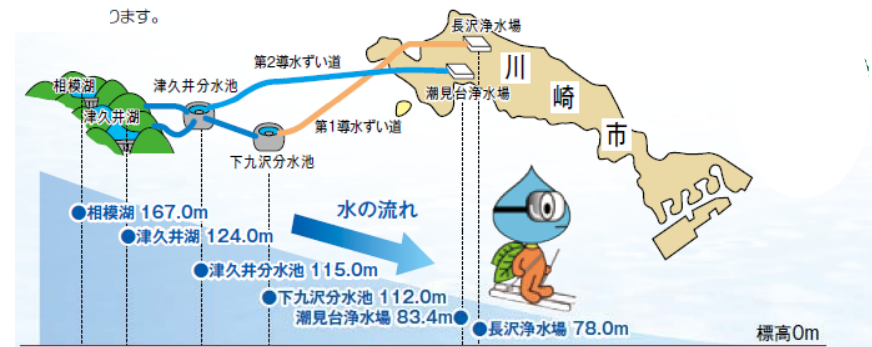 ります。
長沢浄水場
第2導水ずい道
相模湖
津久井分水池
川
崎
市
潮見台浄水場
津久井湖
第1導水ずい道
下九沢分水池
水の流れ
●相模湖 167.0m
●津久井湖 124.0m
●津久井分水池 115.0m
●下九沢分水池 112.0m
潮見台浄水場 83.4m●
●長沢浄水場 78.0m
標高0m